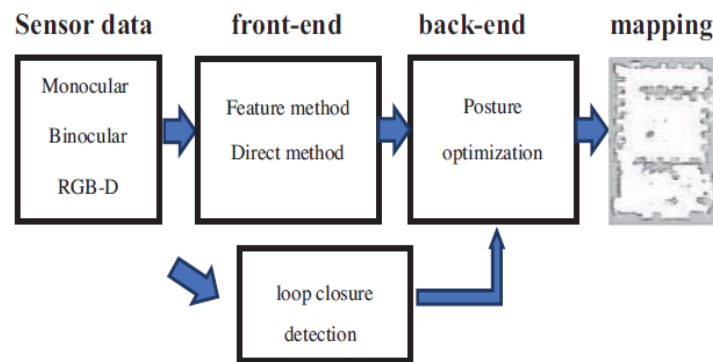 Sensor data
front-end
back-end
mapping
Monocular
Binocular
RGB-D
Feature method
Direct method
Posture
optimization
loop closure
detection